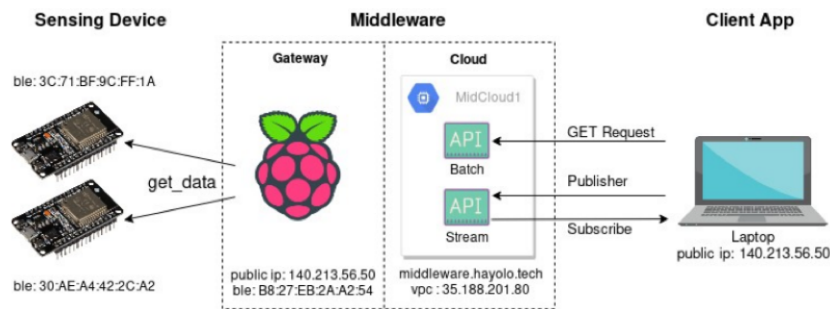 Sensing Device
Middleware
Client App
Gateway
Cloud
ble: 3C:71:BF:9C:FF:1A
MidCloud1
API
Batch
API
Stream
get_data
GET Request
Publisher
Subscribe
Laptop
public ip: 140.213.56.50
ble: 30:AE:A4:42:2C:A2
public ip: 140.213.56.50
ble: B8:27:EB:2A:A2:54
middleware.hayolo.tech
vpc : 35.188.201.80